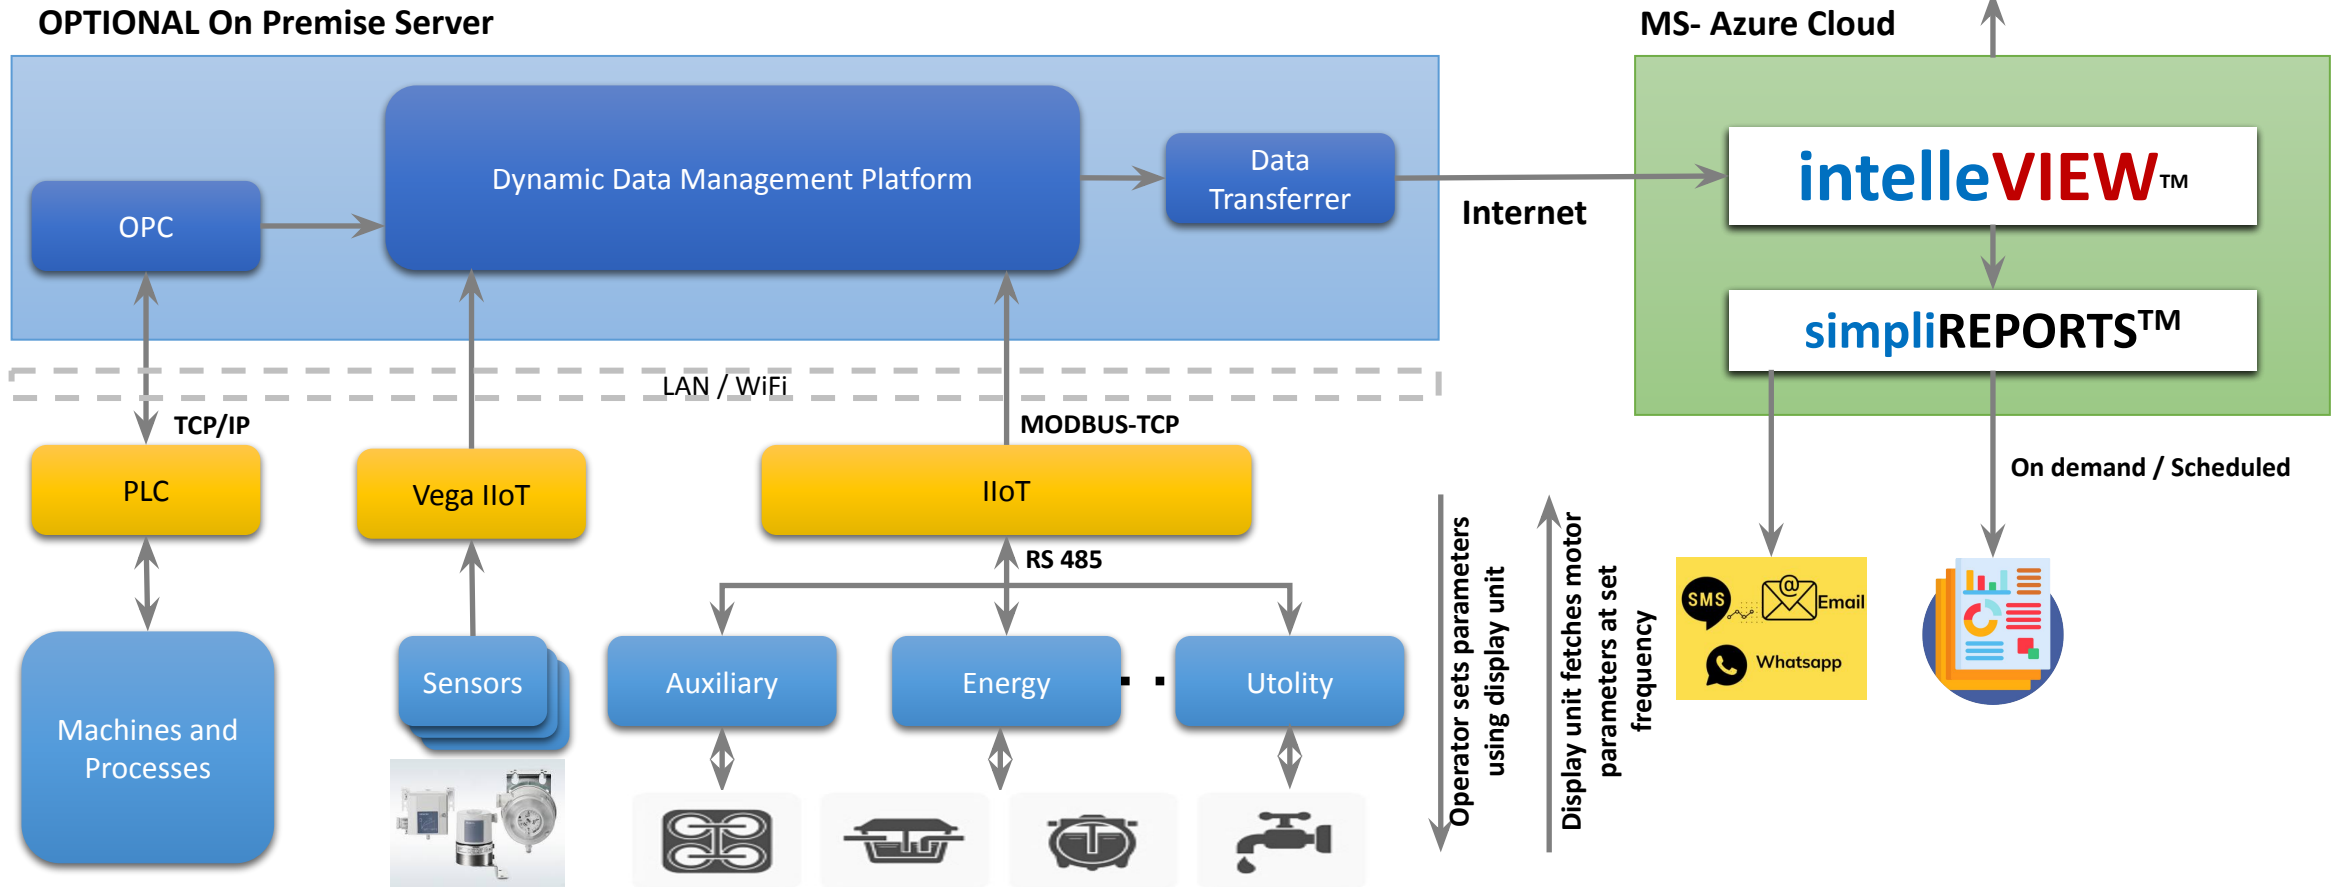 OPTIONAL On Premise Server
MS- Azure Cloud
Dynamic Data Management Platform
Data
Transferrer
OPC
Internet
intelleVIEW™
simpliREPORTS™
LAN / WiFi
TCP/IP
MODBUS-TCP
PLC
Vega IIoT
IIoT
RS 485
On demand / Scheduled
Operator sets parameters
using display unit
Display unit fetches motor
parameters at set
frequency
SMS
@
Email
Whatsapp
Machines and
Processes
Sensors
Auxiliary
Energy
. .
Utolity